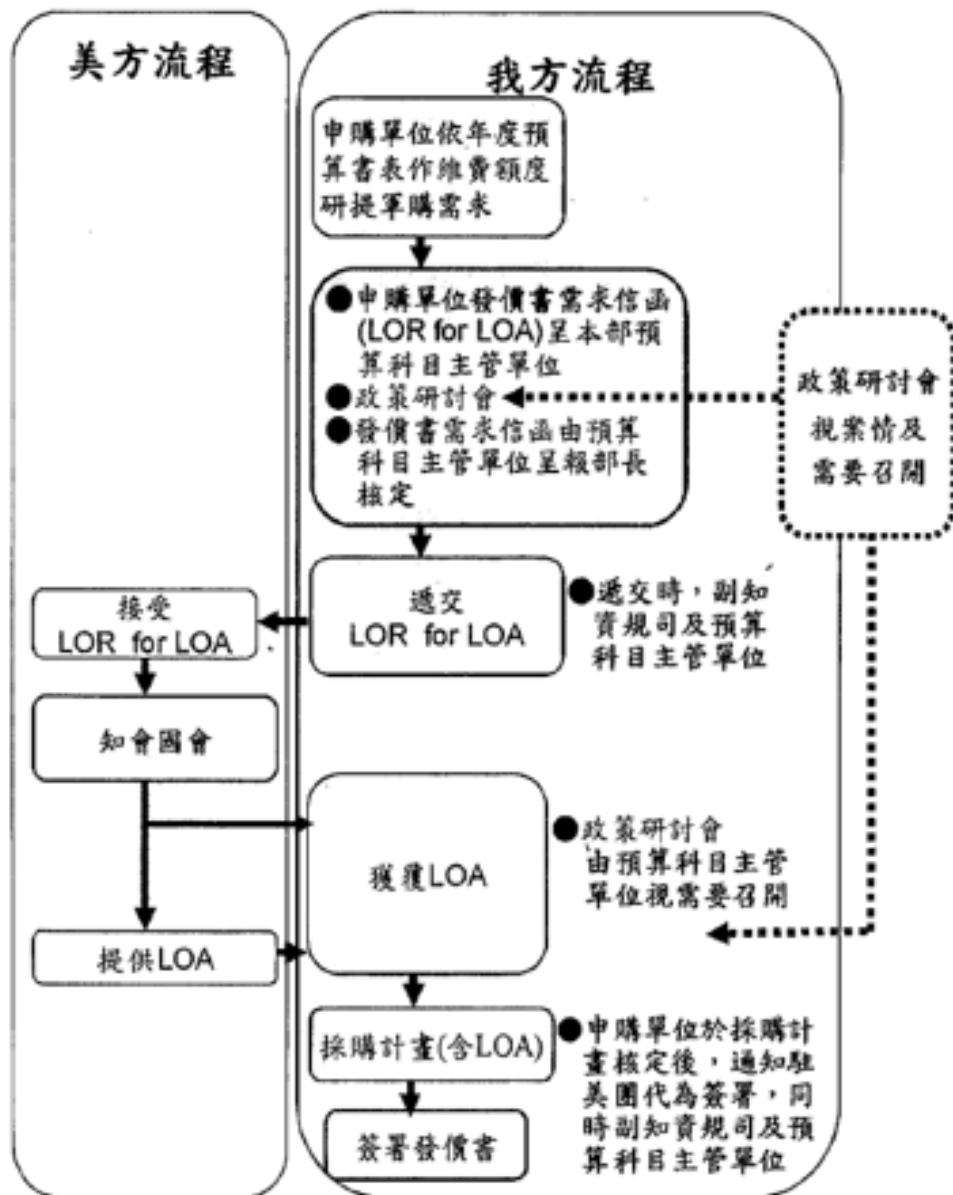 美方流程
我方流程
申購單位依年度預
算書表作維費額度
研提軍購需求
●申購單位發價書需求信函
(LOR for LOA)呈本部預
算科目主管單位
●政策研討會
●發價書需求信函由預算
科目主管單位呈報部長
核定
政策研討會
視案情及
需要召開
遞交
LOR for LOA
●遞交時，副知
資規司及預算
科目主管單位
接受
LOR for LOA
知會國會
獲獲LOA
●政策研討會
由預算科目主管
單位視需要召開
提供LOA
採購計畫(含LOA)
●申購單位於採購計
畫核定後，通知駐
美團代為簽署，同
時副知資規司及預
算科目主管單位
簽署發價書